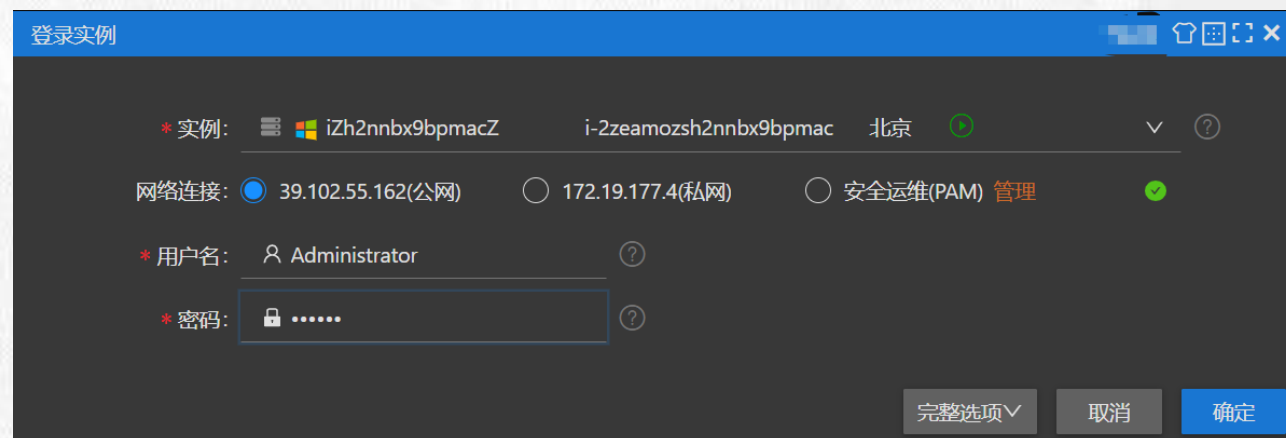 登录实例
* 实例: iZh2nnbx9bpmacZ i-2zeamozsh2nnbx9bpmac 北京
网络连接: 39.102.55.162(公网) 172.19.177.4(私网) 安全运维(PAM) 管理
* 用户名: Administrator
* 密码: ••••••
完整选项 取消 确定